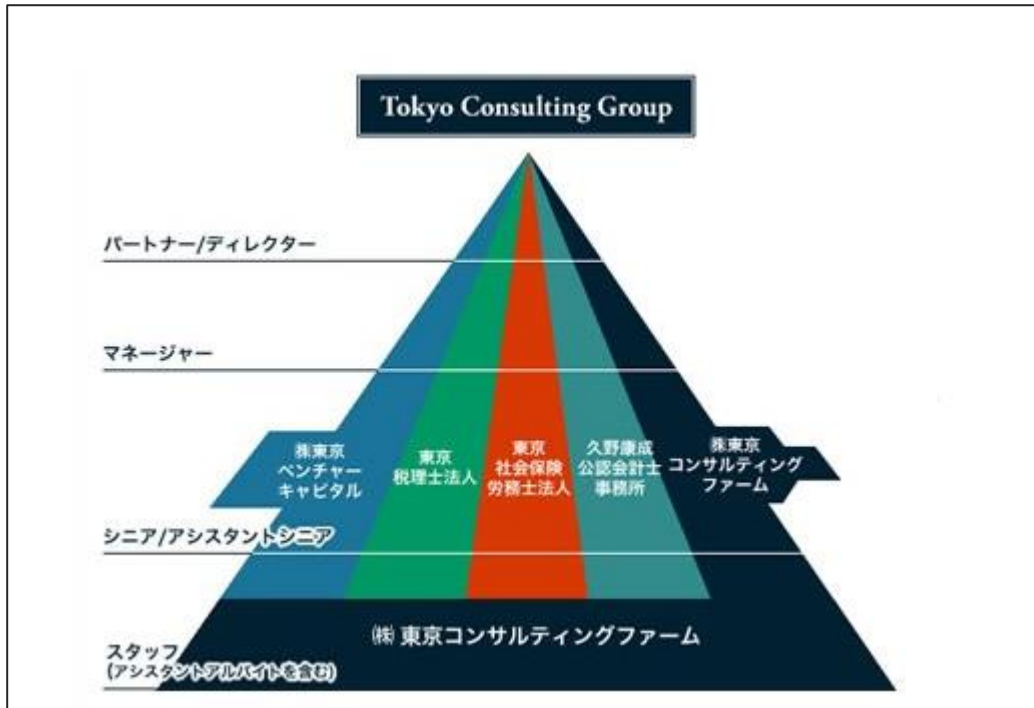 Tokyo Consulting Group
パートナー/ディレクター
マネージャー
㈱東京
ベンチャー
キャピタル
東京
税理士法人
東京
社会保険
労務士法人
久野康成
公認会計士
事務所
㈱東京
コンサルティング
ファーム
シニア/アシスタントシニア
㈱ 東京コンサルティングファーム
スタッフ
(アシスタントアルバイトを含む)